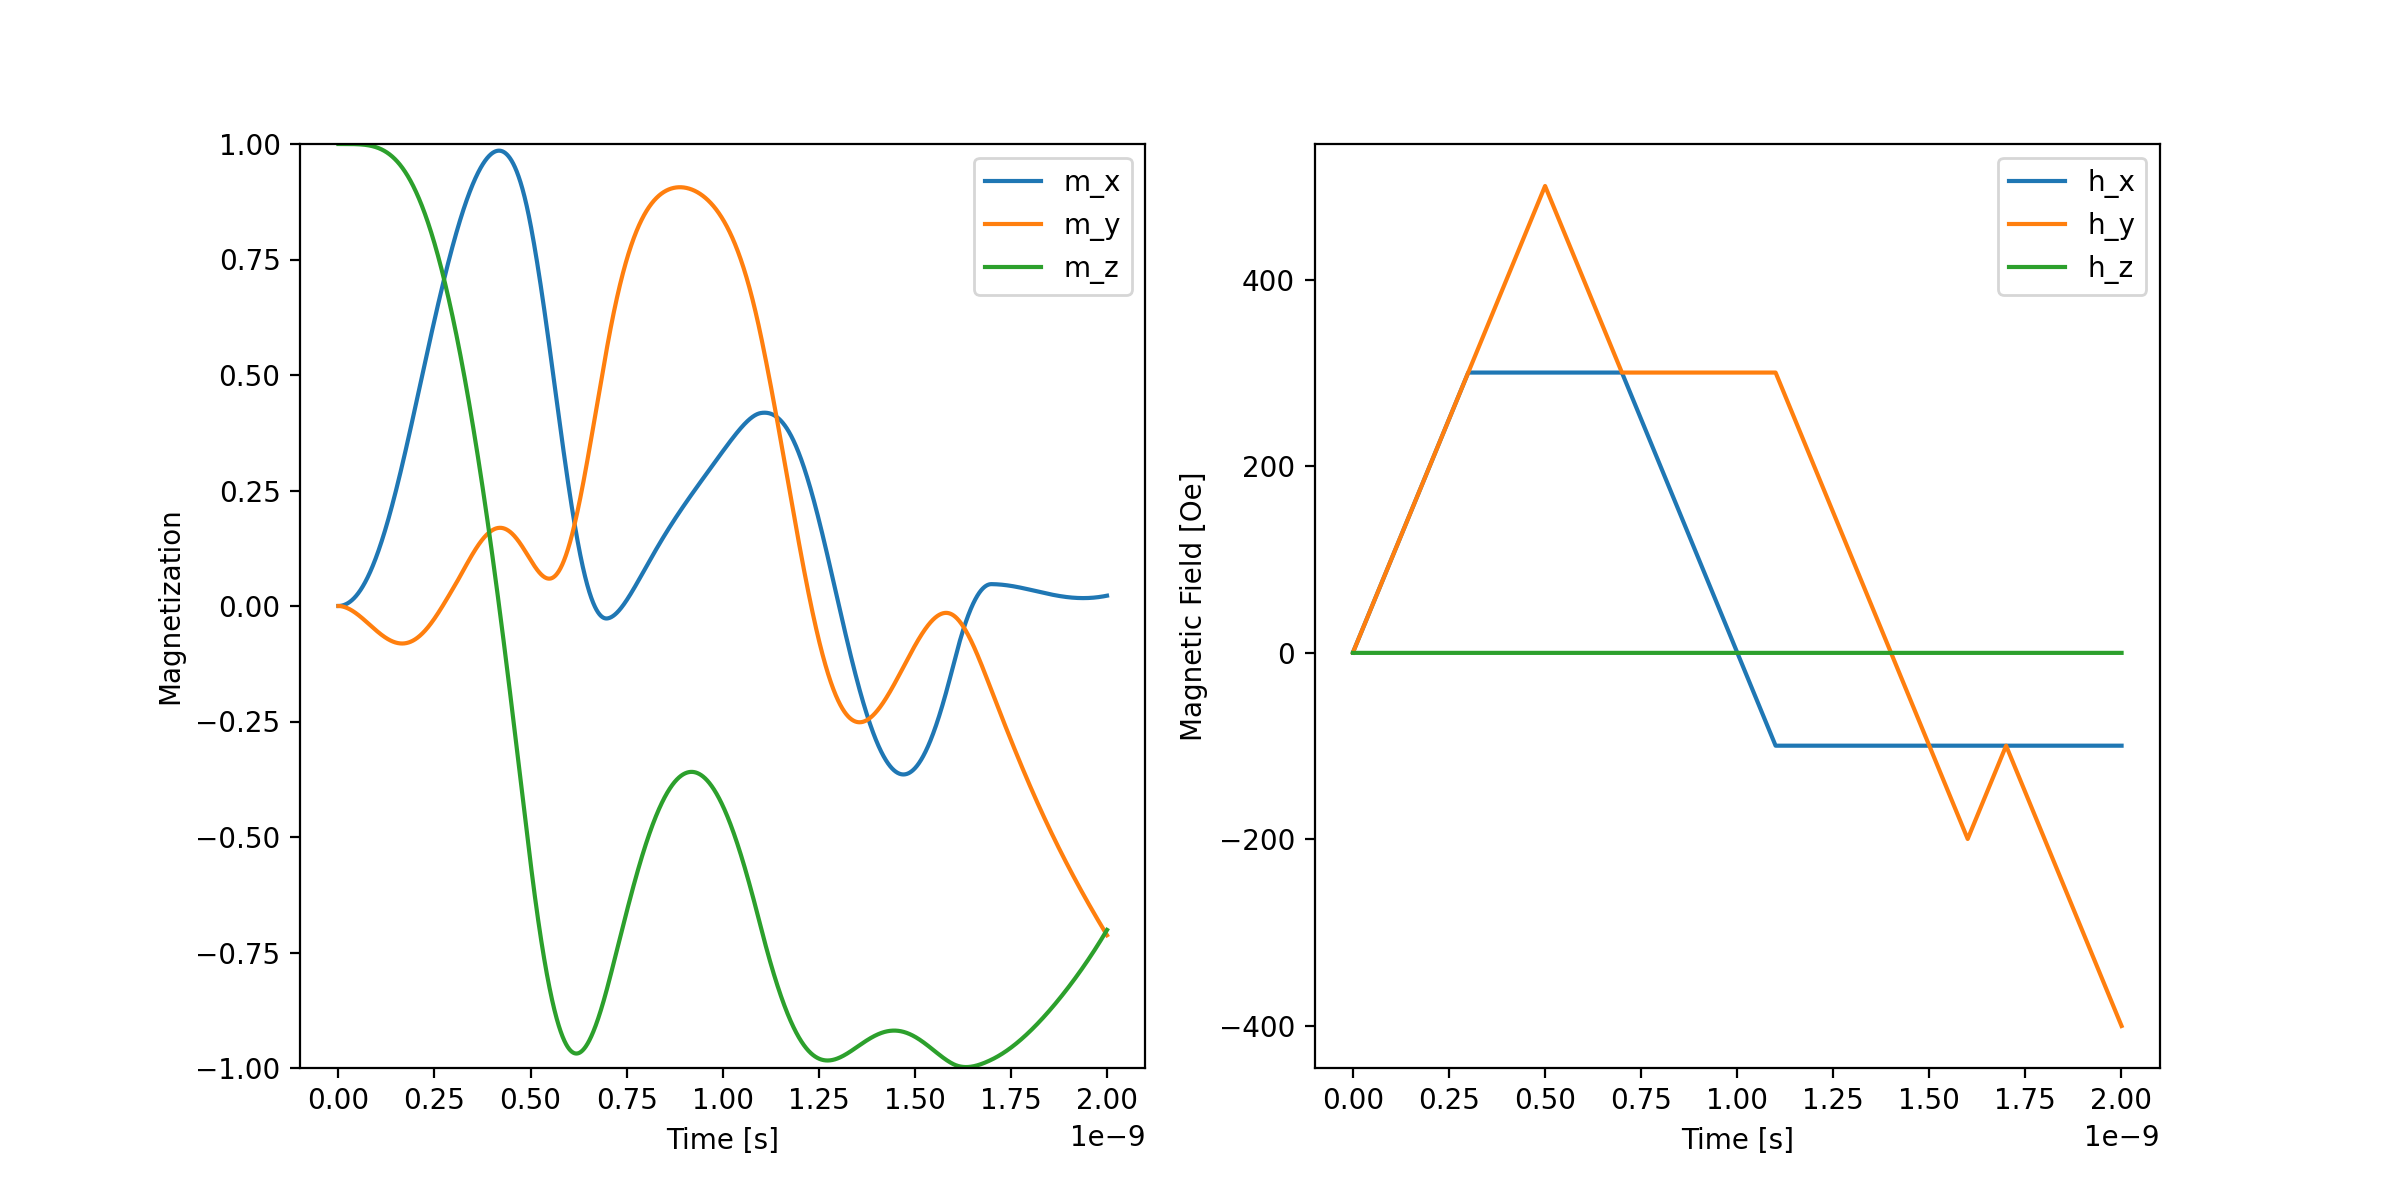 1.00
0.75
0.50
0.25
0.00
−0.25
−0.50
−0.75
−1.00
Magnetization
m_x
m_y
m_z
0.00 0.25 0.50 0.75 1.00 1.25 1.50 1.75 2.00
Time [s]
1e−9
400
200
0
−200
−400
Magnetic Field [Oe]
h_x
h_y
h_z
0.00 0.25 0.50 0.75 1.00 1.25 1.50 1.75 2.00
Time [s]
1e−9